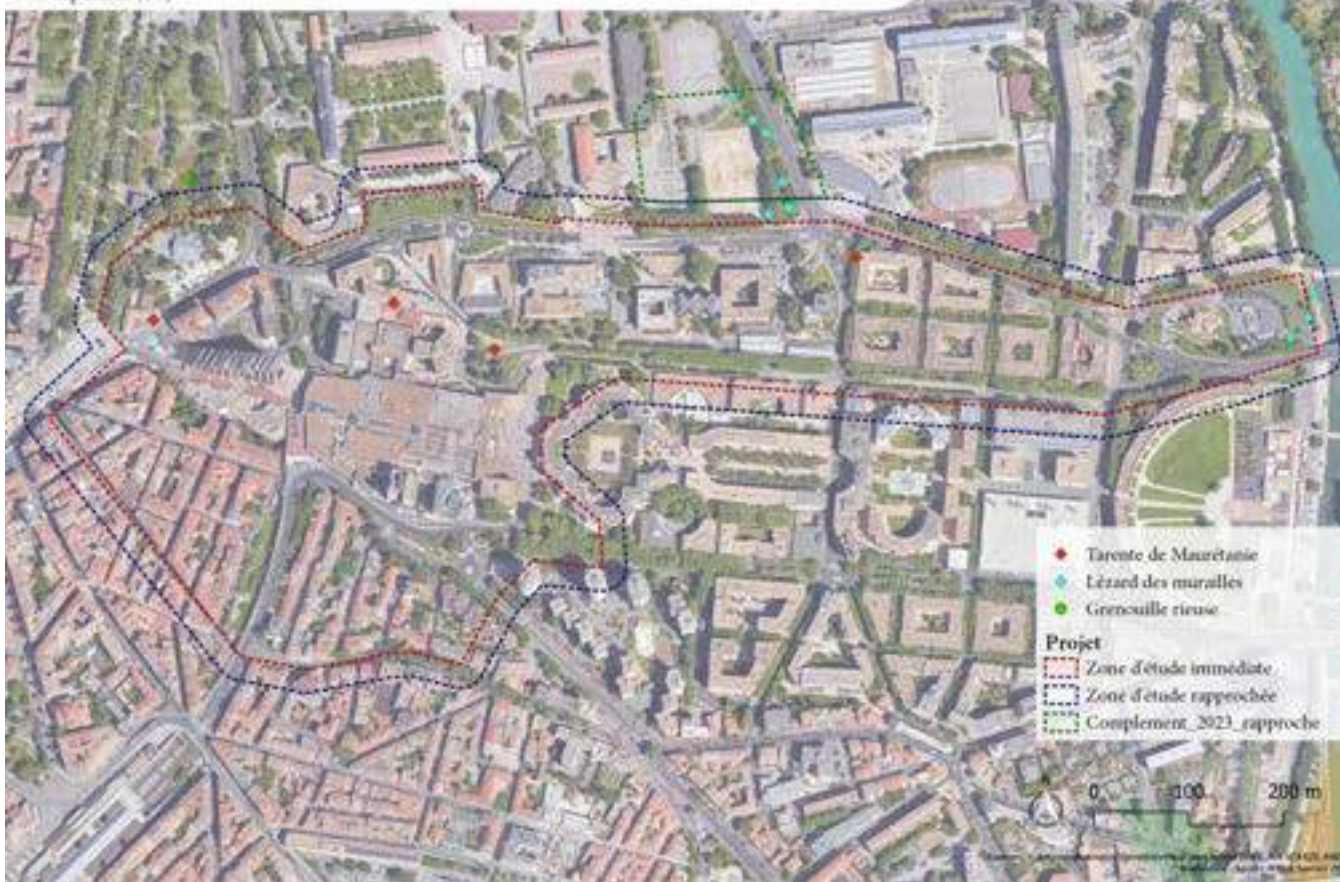 Tarente de Maurétanie
Lézard des murailles
Grenouille rieuse
Projet
Zone d'étude immédiate
Zone d'étude rapprochée
Complement_2023_rapproche
0 100 200 m